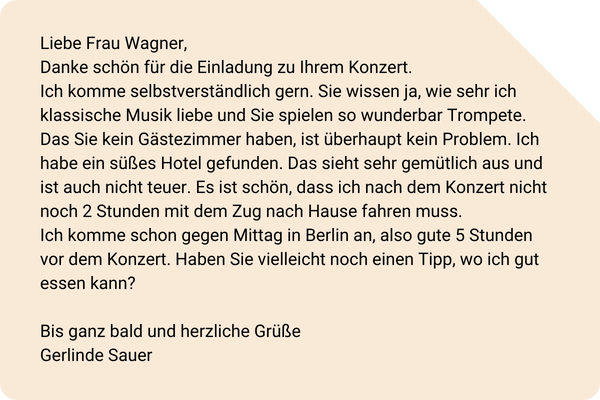 Liebe Frau Wagner,
Danke schön für die Einladung zu Ihrem Konzert.
Ich komme selbstverständlich gern. Sie wissen ja, wie sehr ich
klassische Musik liebe und Sie spielen so wunderbar Trompete.
Das Sie kein Gästezimmer haben, ist überhaupt kein Problem. Ich
habe ein süßes Hotel gefunden. Das sieht sehr gemütlich aus und
ist auch nicht teuer. Es ist schön, dass ich nach dem Konzert nicht
noch 2 Stunden mit dem Zug nach Hause fahren muss.
Ich komme schon gegen Mittag in Berlin an, also gute 5 Stunden
vor dem Konzert. Haben Sie vielleicht noch einen Tipp, wo ich gut
essen kann?
Bis ganz bald und herzliche Grüße
Gerlinde Sauer